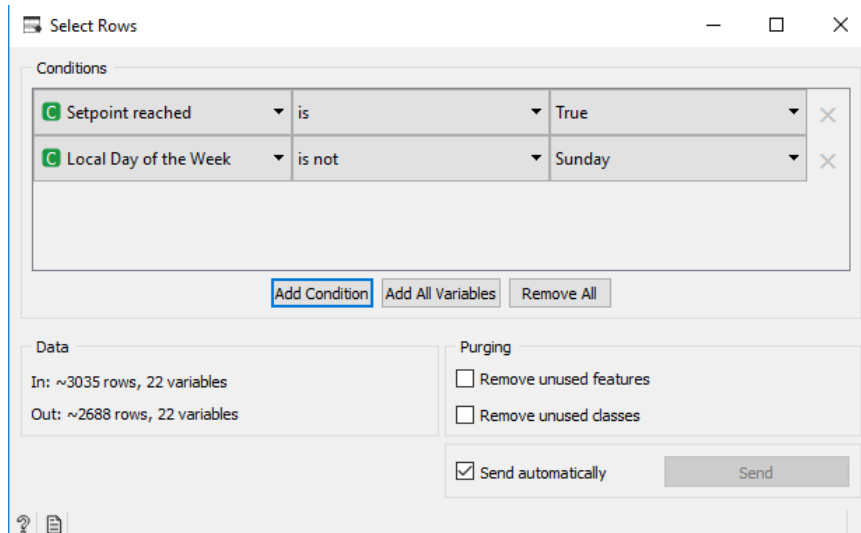 Select Rows
Conditions
C Setpoint reached is True
C Local Day of the Week is not Sunday
Add Condition Add All Variables Remove All
Data Purging
In: ~3035 rows, 22 variables Remove unused features
Out: ~2688 rows, 22 variables Remove unused classes
Send automatically Send
?